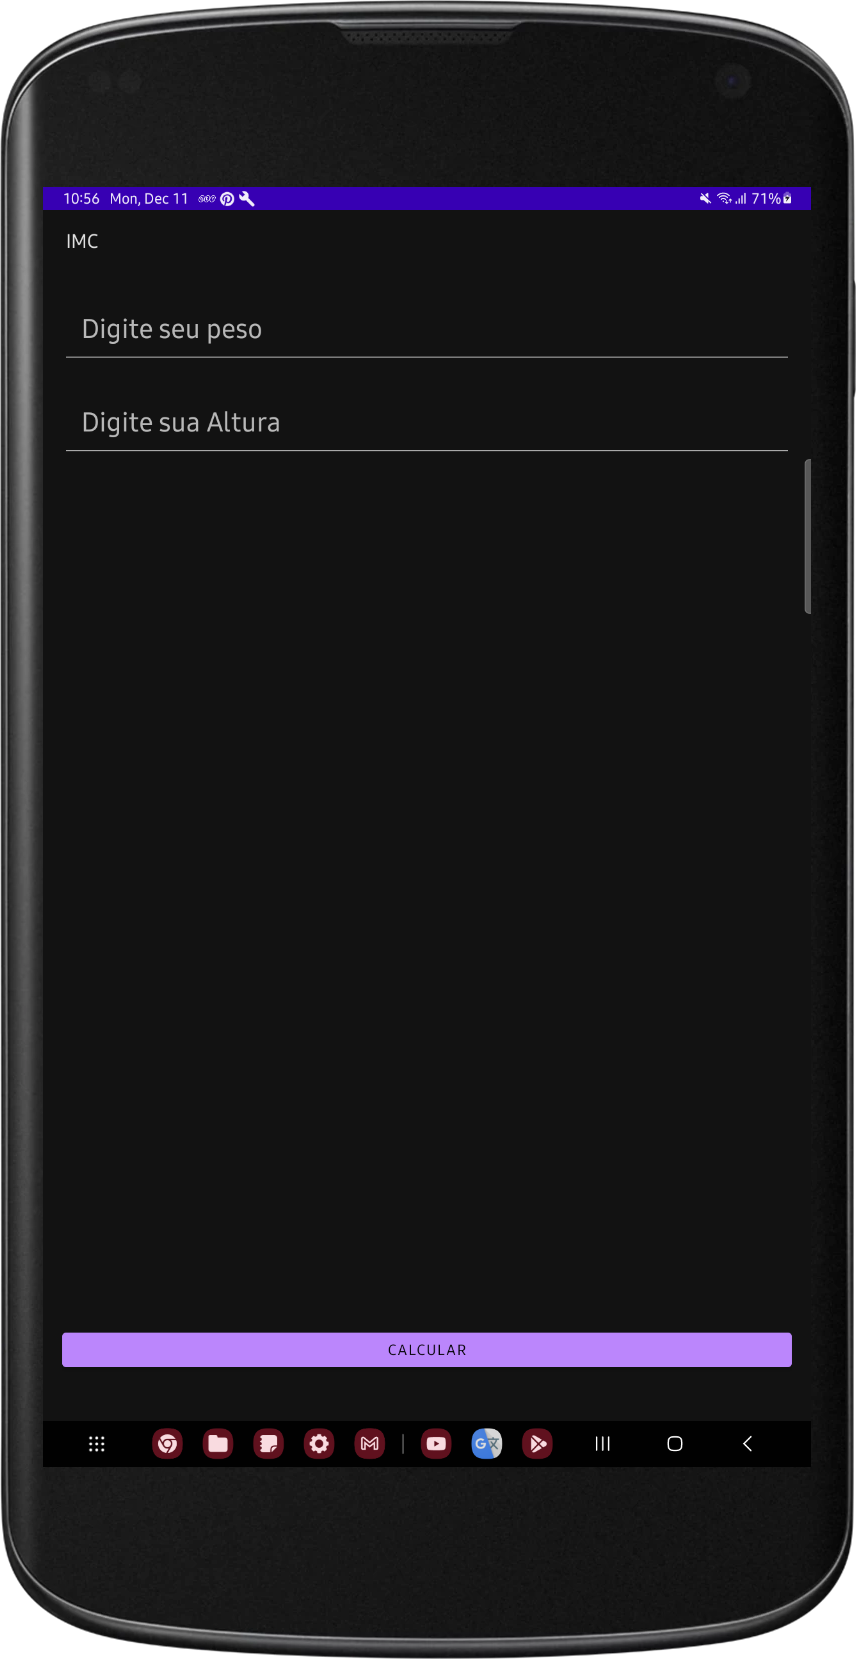 10:56 Mon, Dec 11 71%
IMC
Digite seu peso
Digite sua Altura
CALCULAR